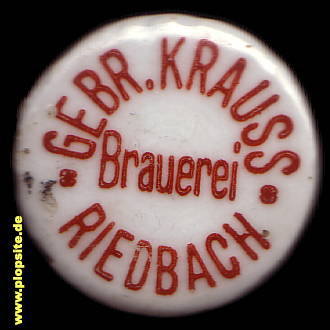 GEBR. KRAUSS
Brauerei
RIEDBACH
www.plopsite.de